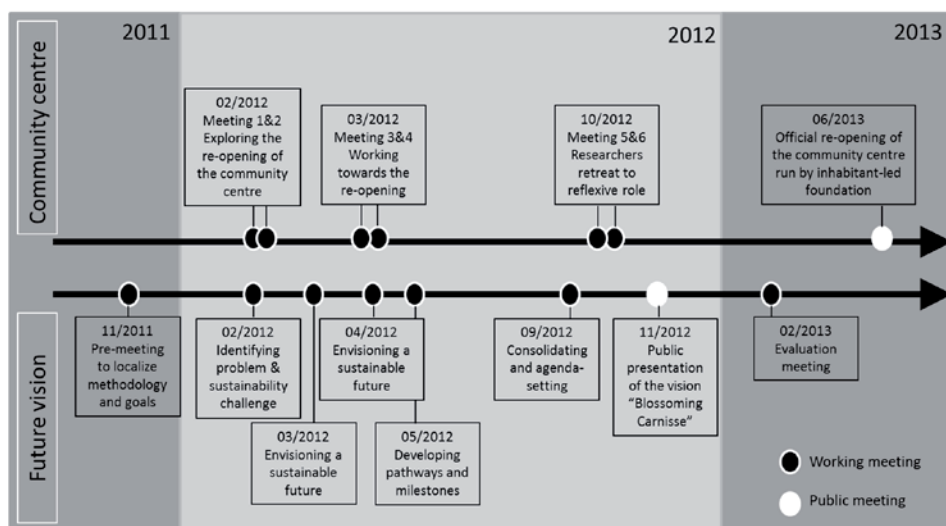 2011
2012
2013
Community centre
02/2012
Meeting 1&2
Exploring the
re-opening of
the community
centre
03/2012
Meeting 3&4
Working
towards the
re-opening
10/2012
Meeting 5&6
Researchers
retreat to
reflexive role
06/2013
Official re-opening of
the community centre
run by inhabitant-led
foundation
Future vision
11/2011
Pre-meeting
to localize
methodology
and goals
02/2012
Identifying
problem &
sustainability
challenge
03/2012
Envisioning a
sustainable
future
04/2012
Envisioning a
sustainable
future
05/2012
Developing
pathways and
milestones
09/2012
Consolidating
and agenda-
setting
11/2012
Public
presentation
of the vision
“Blossoming
Carnisse”
02/2013
Evaluation
meeting
Working meeting
Public meeting